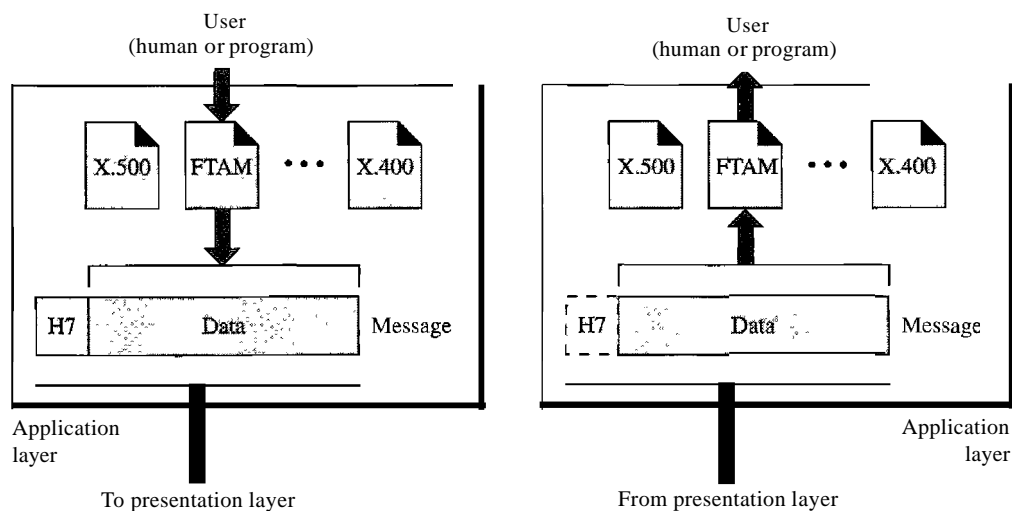 User
(human or program)
X.500
FTAM
X.400
H7
Data
Message
Application
layer
To presentation layer
User
(human or program)
X.500
FTAM
X.400
H7
Data
Message
Application
layer
From presentation layer